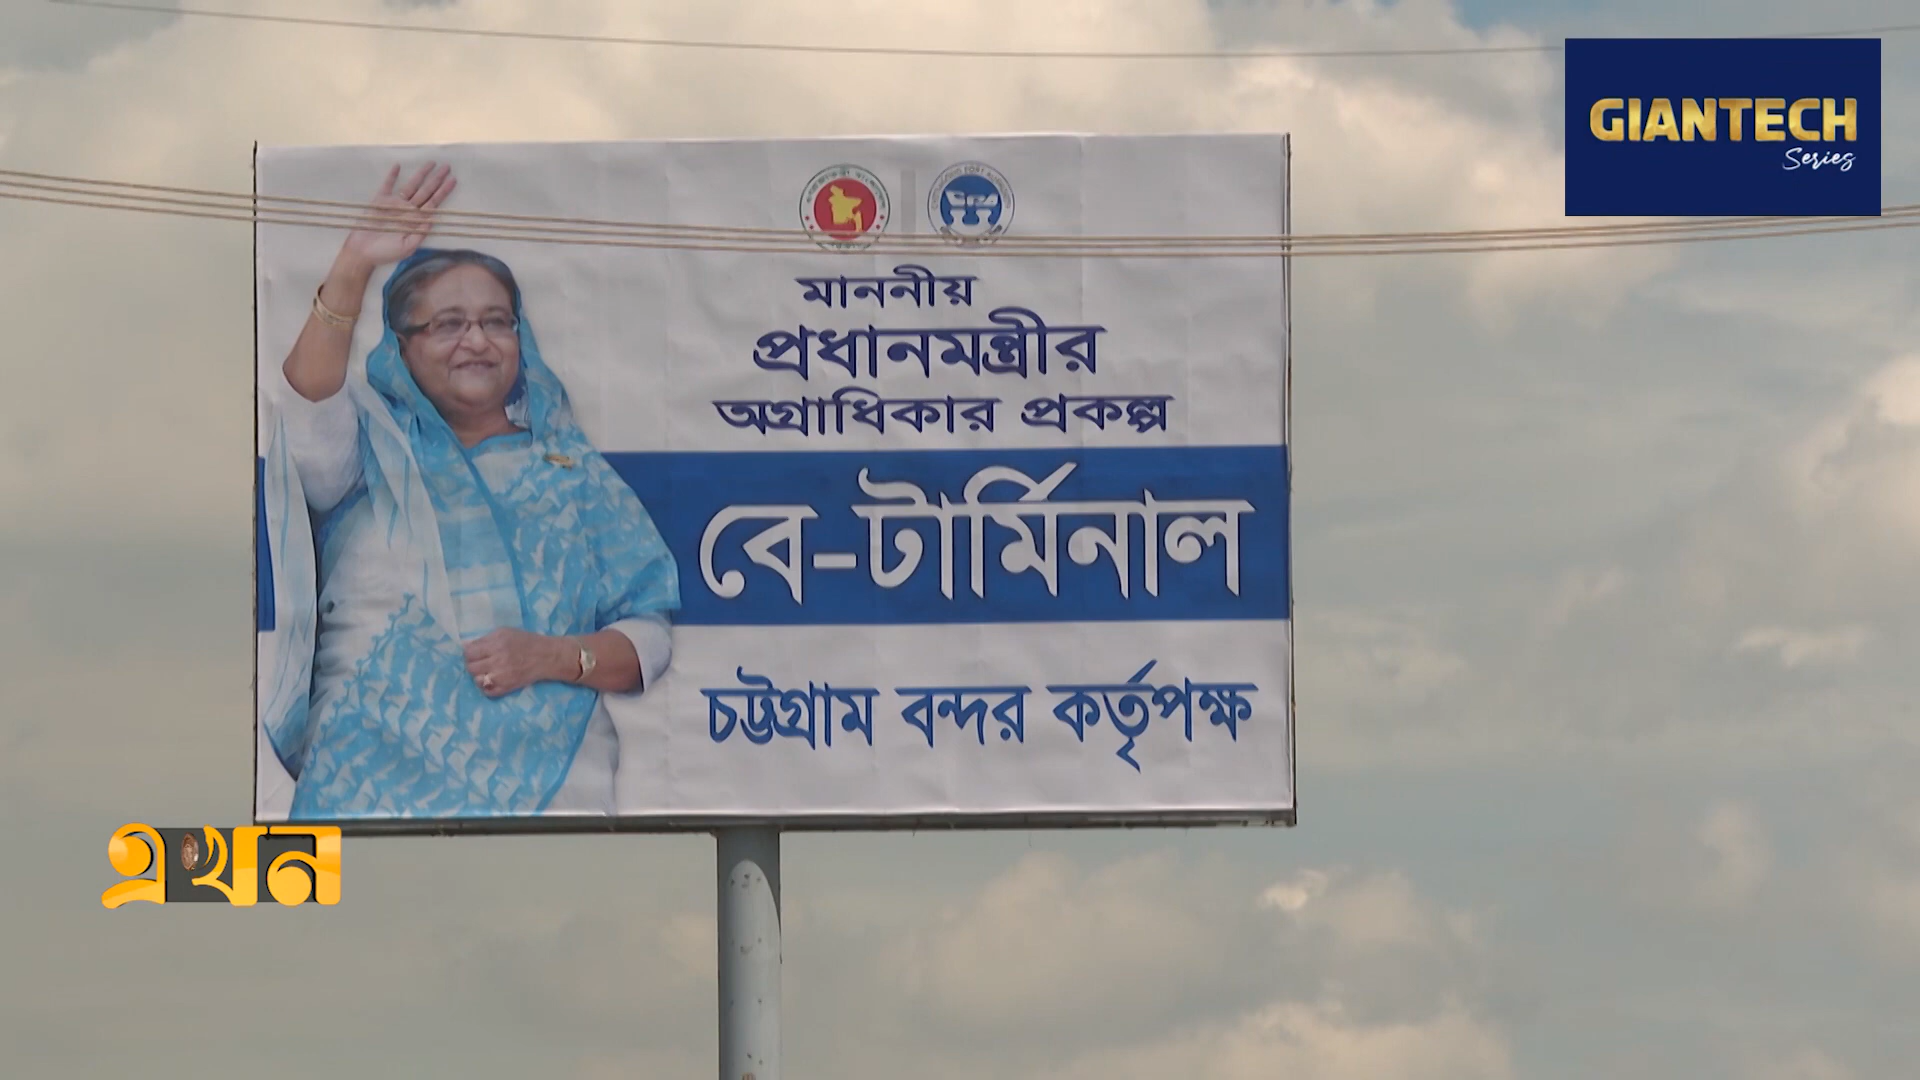 GIANTECH
Series
মাননীয়
প্রধানমন্ত্রীর
অগ্রাধিকার প্রকল্প
বে-টার্মিনাল
চট্টগ্রাম বন্দর কর্তৃপক্ষ
এখন